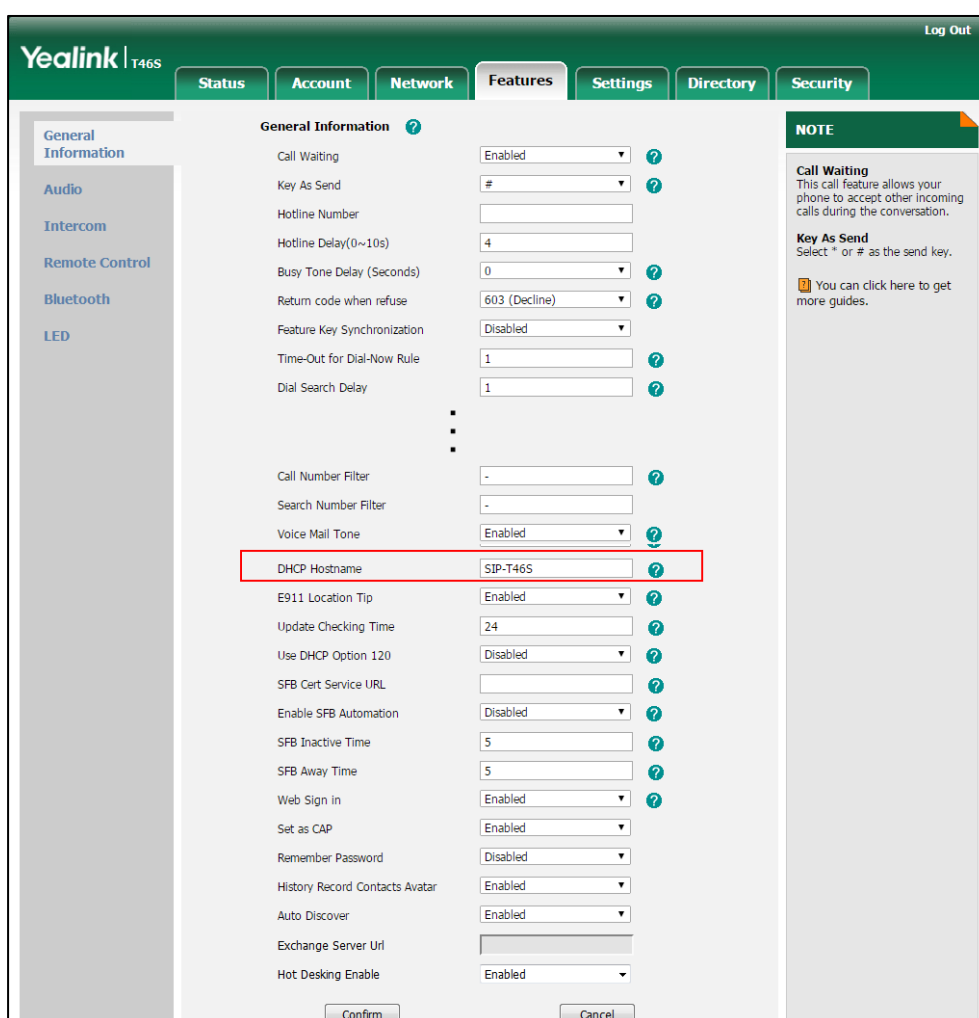 Log Out
Yealink | T46S
Status Account Network Features Settings Directory Security
General Information
Audio
Intercom
Remote Control
Bluetooth
LED
General Information ?
Call Waiting Enabled ?
Key As Send # ?
Hotline Number
Hotline Delay(0~10s) 4
Busy Tone Delay (Seconds) 0 ?
Return code when refuse 603 (Decline) ?
Feature Key Synchronization Disabled
Time-Out for Dial-Now Rule 1 ?
Dial Search Delay 1 ?
Call Number Filter - ?
Search Number Filter -
Voice Mail Tone Enabled ?
DHCP Hostname SIP-T46S ?
E911 Location Tip Enabled ?
Update Checking Time 24 ?
Use DHCP Option 120 Disabled ?
SFB Cert Service URL ?
Enable SFB Automation Disabled ?
SFB Inactive Time 5 ?
SFB Away Time 5 ?
Web Sign in Enabled ?
Set as CAP Enabled
Remember Password Disabled
History Record Contacts Avatar Enabled
Auto Discover Enabled
Exchange Server Url
Hot Desking Enable Enabled
Confirm Cancel
NOTE
Call Waiting
This call feature allows your
phone to accept other incoming
calls during the conversation.
Key As Send
Select * or # as the send key.
? You can click here to get
more guides.